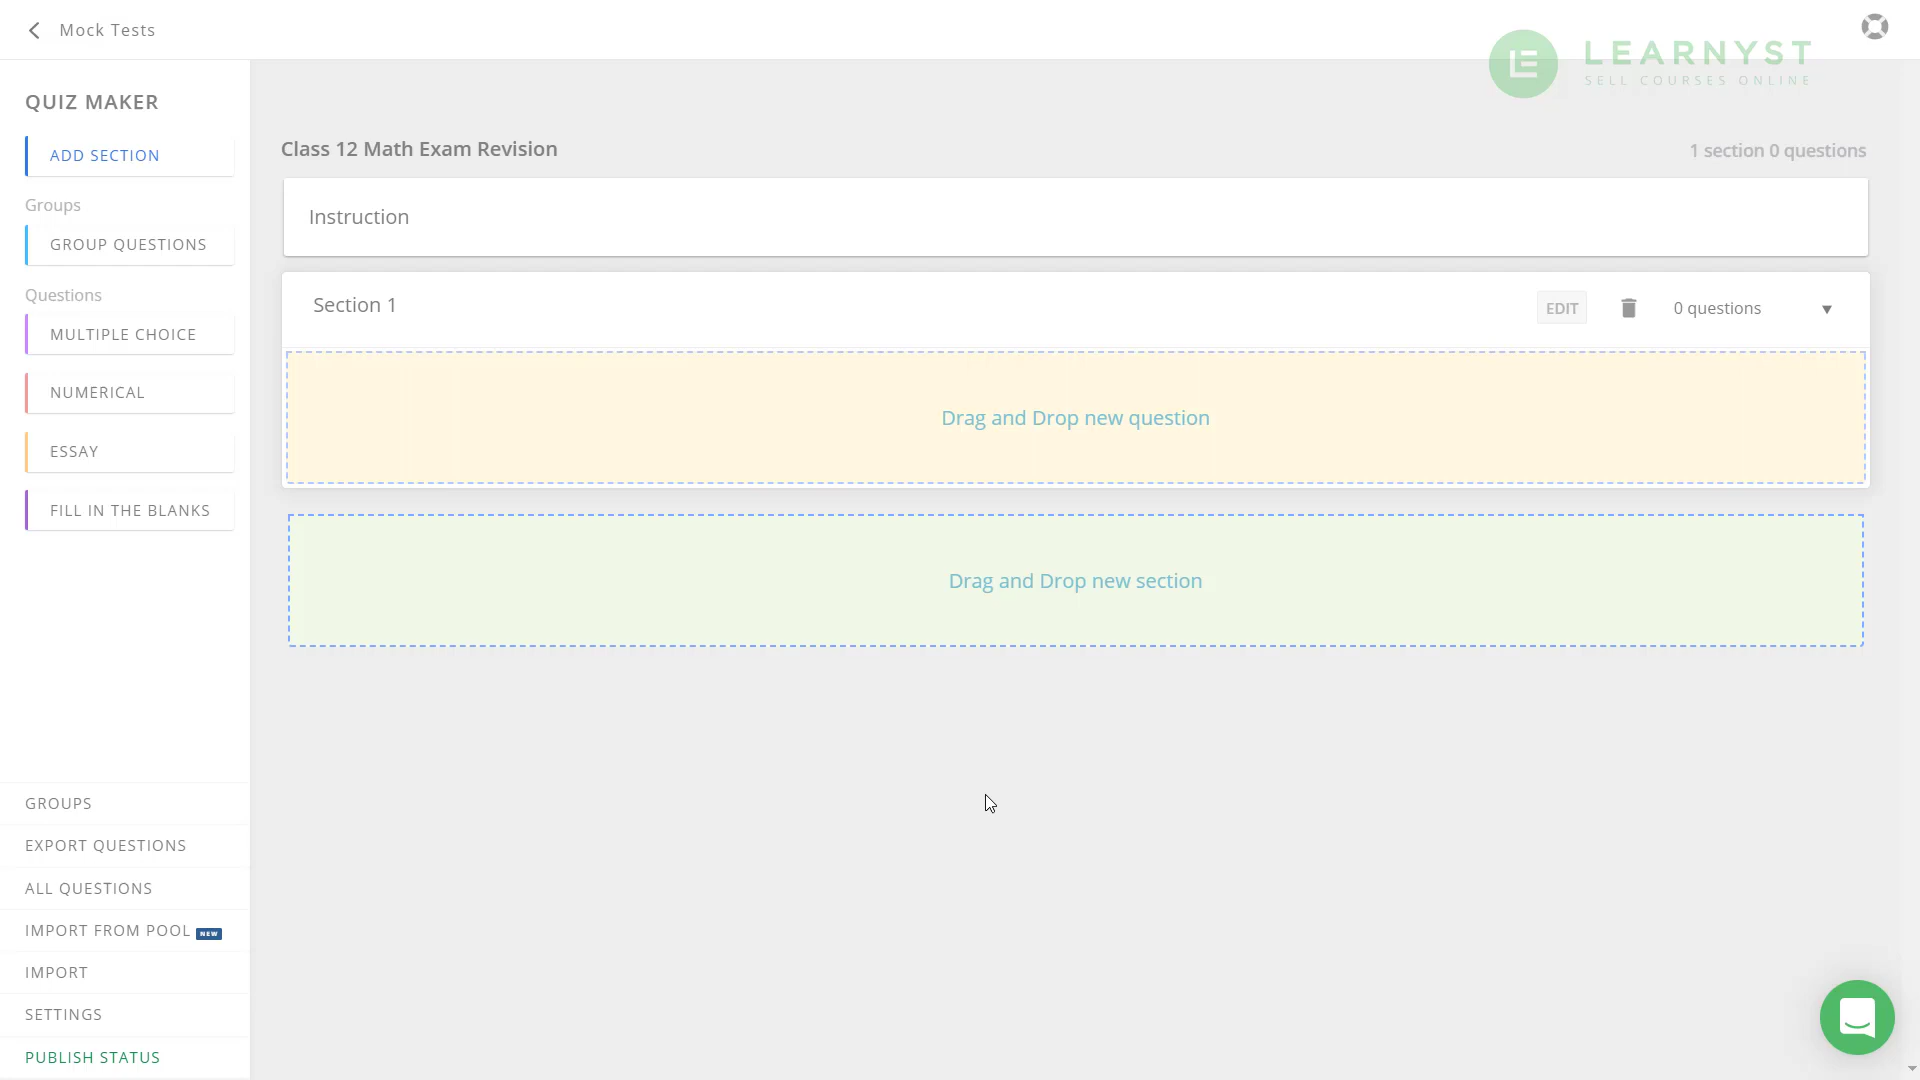 Mock Tests
LEARNYST
SELL COURSES ONLINE
QUIZ MAKER
ADD SECTION
Groups
GROUP QUESTIONS
Questions
MULTIPLE CHOICE
NUMERICAL
ESSAY
FILL IN THE BLANKS
GROUPS
EXPORT QUESTIONS
ALL QUESTIONS
IMPORT FROM POOL NEW
IMPORT
SETTINGS
PUBLISH STATUS
Class 12 Math Exam Revision
1 section 0 questions
Instruction
Section 1
EDIT
0 questions
Drag and Drop new question
Drag and Drop new section